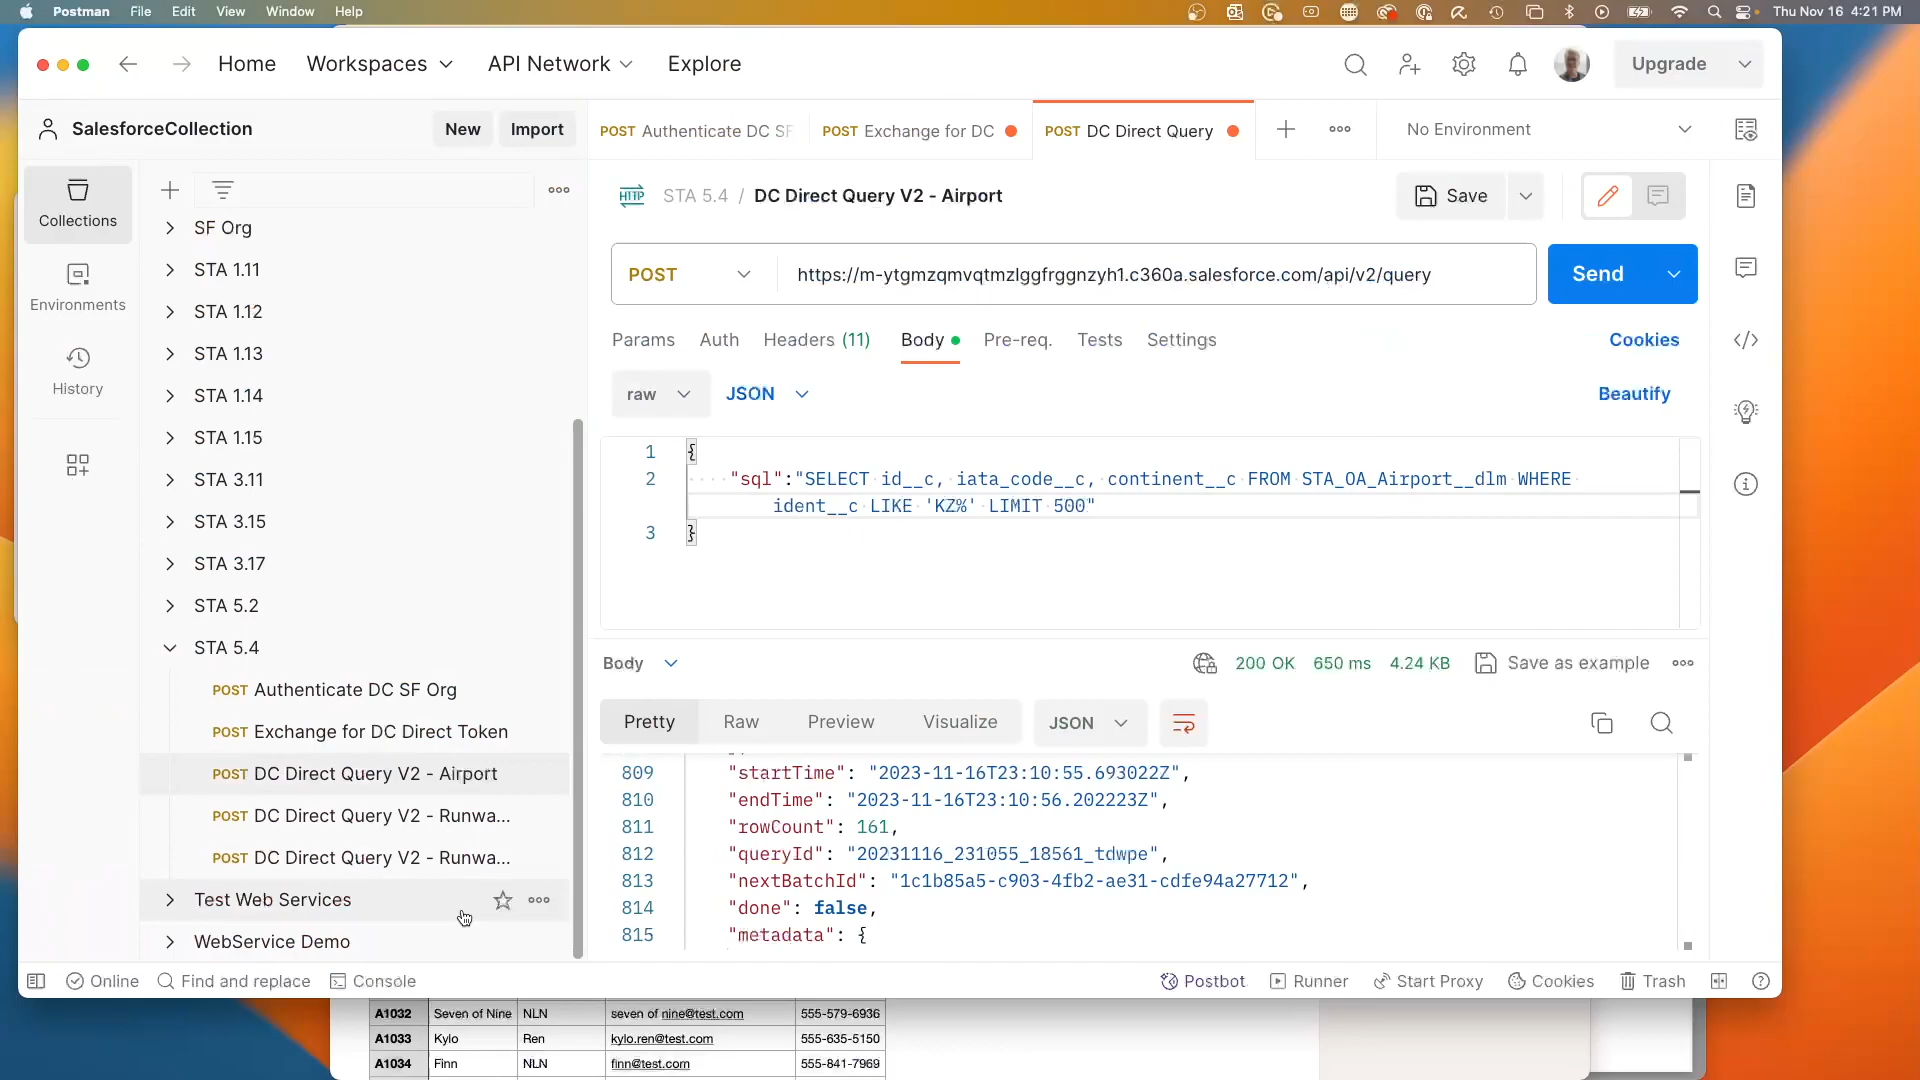 Postman File Edit View Window Help Thu Nov 16 4:21 PM
Home Workspaces API Network Explore Upgrade
SalesforceCollection New Import
POST Authenticate DC SF POST Exchange for DC POST DC Direct Query No Environment
Collections
Environments
History
SF Org
STA 1.11
STA 1.12
STA 1.13
STA 1.14
STA 1.15
STA 3.11
STA 3.15
STA 3.17
STA 5.2
STA 5.4
POST Authenticate DC SF Org
POST Exchange for DC Direct Token
POST DC Direct Query V2 - Airport
POST DC Direct Query V2 - Runwa...
POST DC Direct Query V2 - Runwa...
Test Web Services
WebService Demo
HTTP STA 5.4 / DC Direct Query V2 - Airport Save
POST https://m-ytgmzqmvqtmzlggfrggnzyh1.c360a.salesforce.com/api/v2/query Send
Params Auth Headers (11) Body Pre-req. Tests Settings Cookies
raw JSON Beautify
1 {
2 "sql":"SELECT id__c, iata_code__c, continent__c FROM STA_OA_Airport__dlm WHERE
ident__c LIKE 'KZ%' LIMIT 500"
3 }
Body 200 OK 650 ms 4.24 KB Save as example
Pretty Raw Preview Visualize JSON
809 "startTime": "2023-11-16T23:10:55.693022Z",
810 "endTime": "2023-11-16T23:10:56.202223Z",
811 "rowCount": 161,
812 "queryId": "20231116_231055_18561_tdwpe",
813 "nextBatchId": "1c1b85a5-c903-4fb2-ae31-cdfe94a27712",
814 "done": false,
815 "metadata": {
Online Find and replace Console Postbot Runner Start Proxy Cookies Trash
A1032 Seven of Nine NLN seven of nine@test.com 555-579-6936
A1033 Kylo Ren kylo.ren@test.com 555-635-5150
A1034 Finn NLN finn@test.com 555-841-7969